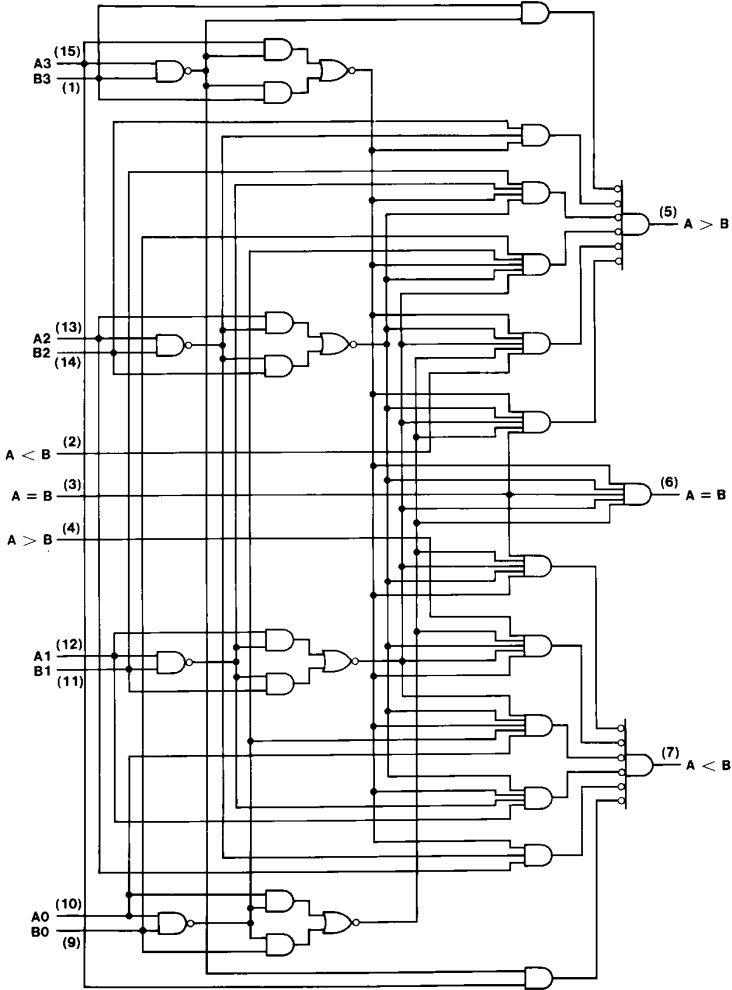 A3 (15)
B3 (1)
(5) A > B
A2 (13)
B2 (14)
A < B (2)
A = B (3)
(6) A = B
A > B (4)
A1 (12)
B1 (11)
(7) A < B
A0 (10)
B0 (9)